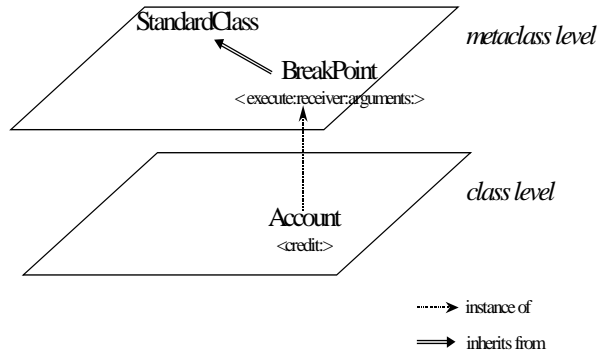 StandardClass
metaclass level
BreakPoint
<execute:receiver:arguments:>
class level
Account
<credit:>
instance of
inherits from